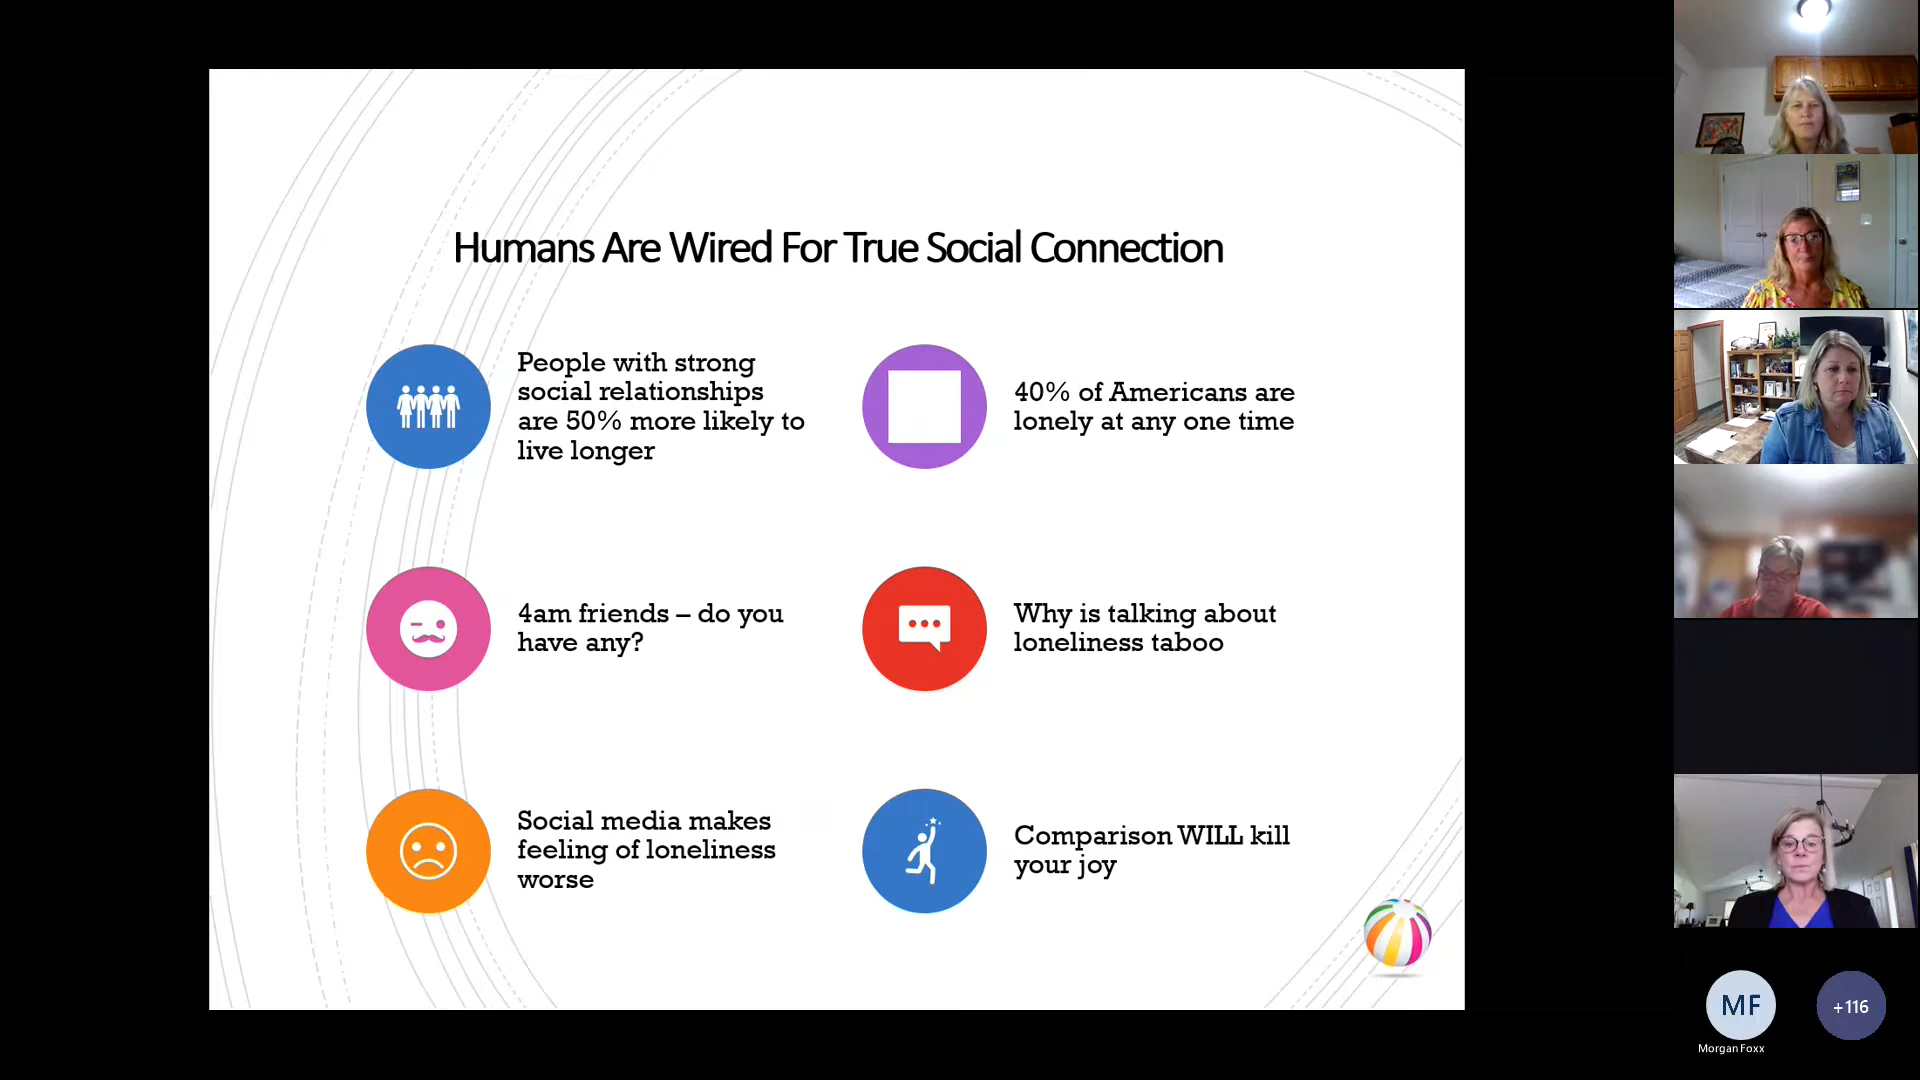 Humans Are Wired For True Social Connection
People with strong
social relationships
are 50% more likely to
live longer
40% of Americans are
lonely at any one time
4am friends – do you
have any?
Why is talking about
loneliness taboo
Social media makes
feeling of loneliness
worse
Comparison WILL kill
your joy
MF
+116
Morgan Foxx